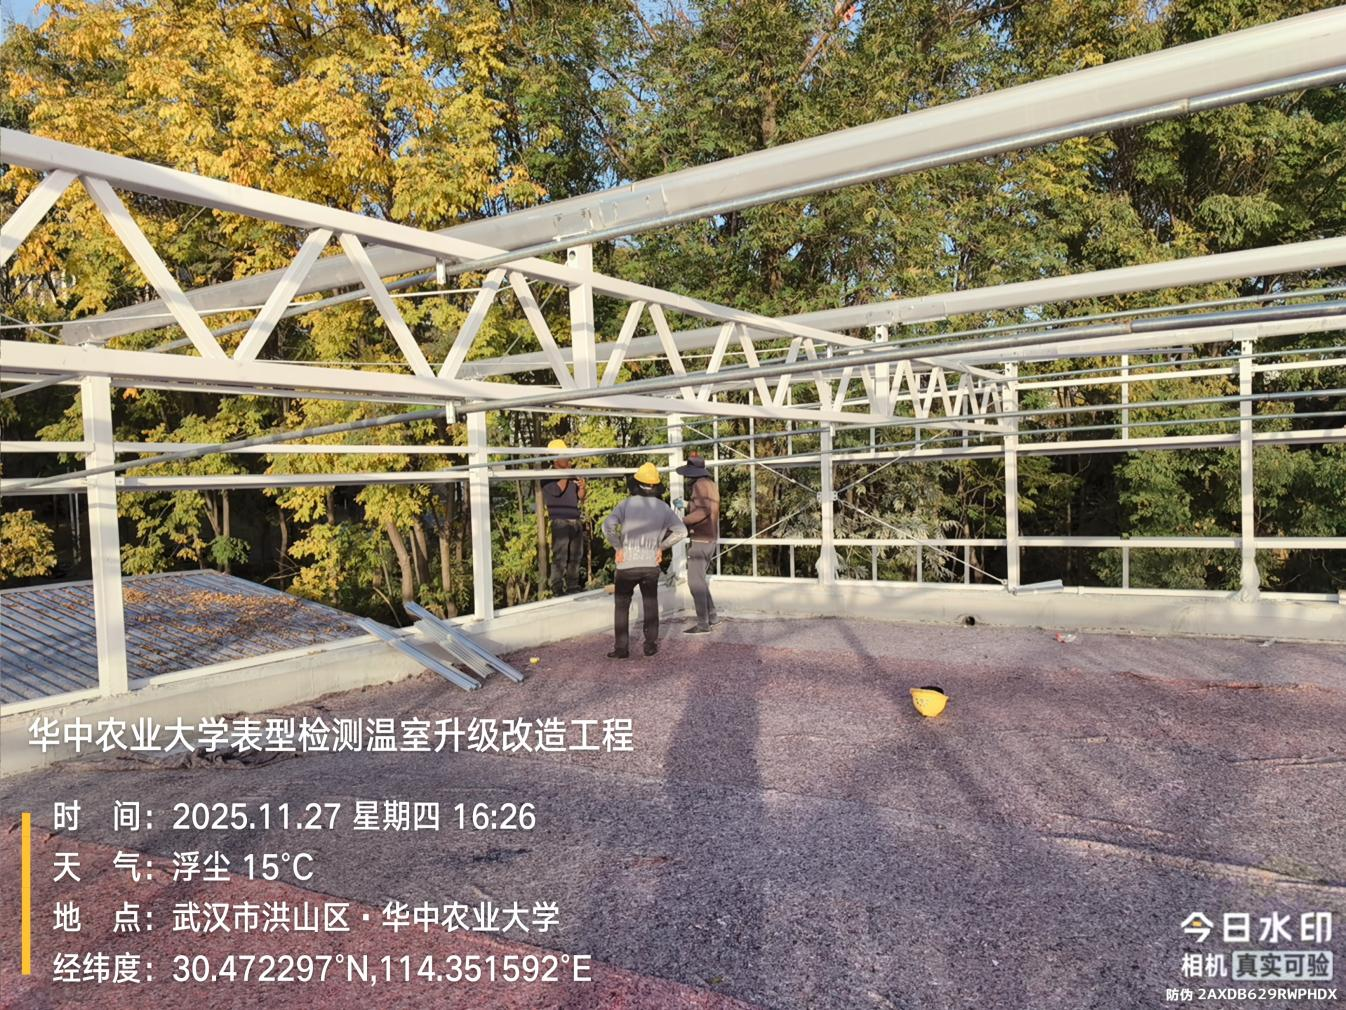 华中农业大学表型检测温室升级改造工程
时 间：2025.11.27 星期四 16:26
天 气：浮尘 15°C
地 点：武汉市洪山区·华中农业大学
经纬度：30.472297°N,114.351592°E
今日水印
相机 真实可验
防伪 2AXDB629RWPHDX